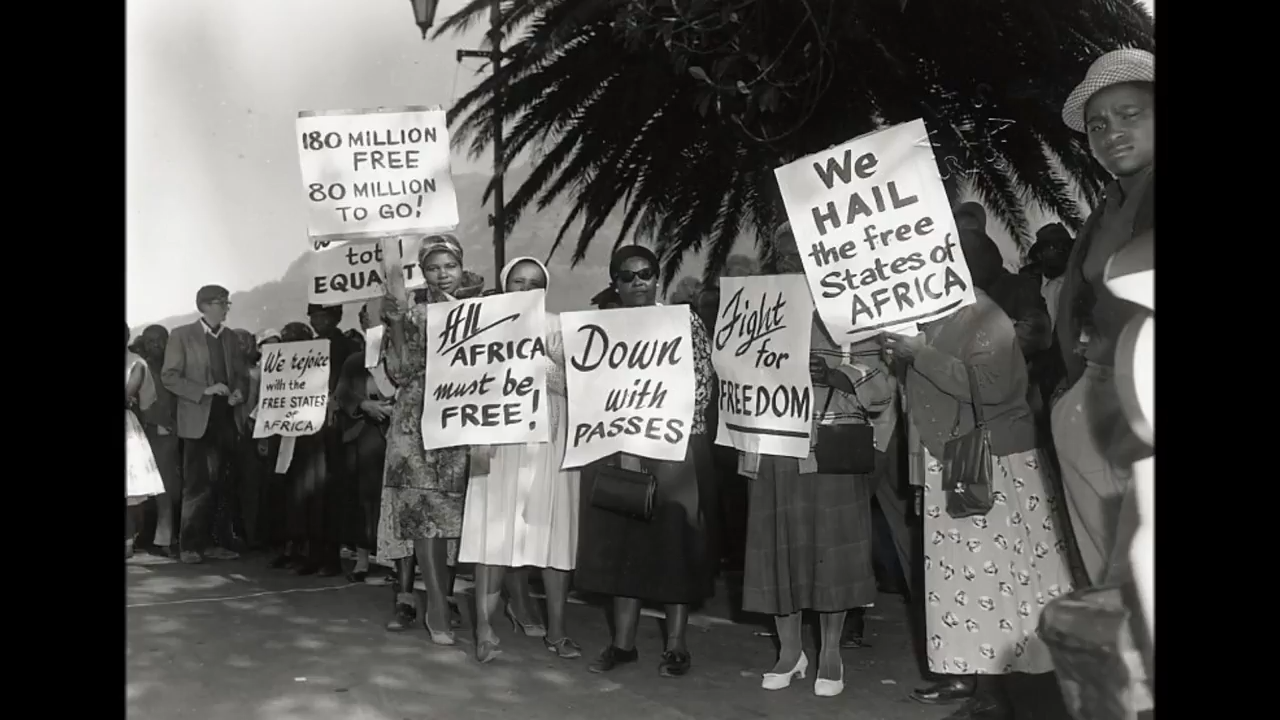 180 MILLION
FREE
80 MILLION
TO GO!
EQUA
We rejoice
with the
FREE STATES
OF
AFRICA.
All
AFRICA
must be
FREE!
Down
with
PASSES
Fight
for
FREEDOM
We
HAIL
the free
States of
AFRICA